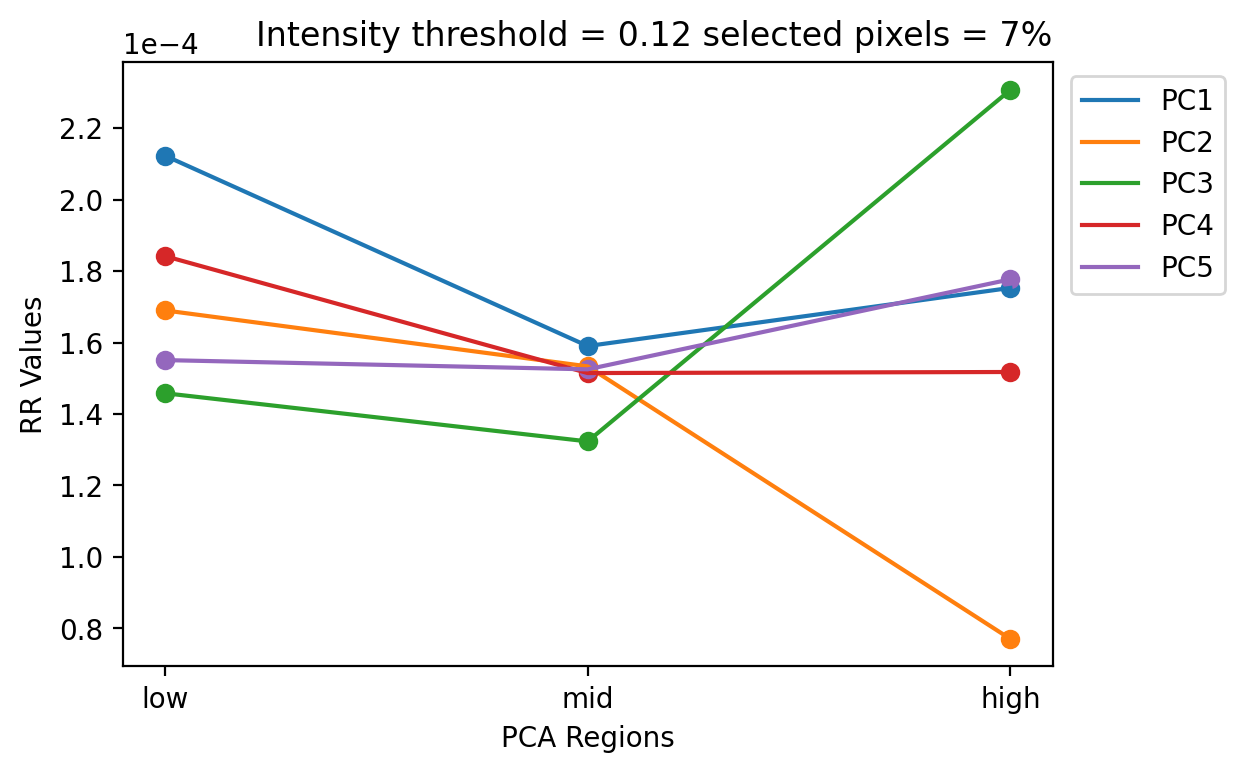 Intensity threshold = 0.12 selected pixels = 7%
1e−4
2.2
2.0
1.8
1.6
1.4
1.2
1.0
0.8
RR Values
low mid high
PCA Regions
PC1
PC2
PC3
PC4
PC5